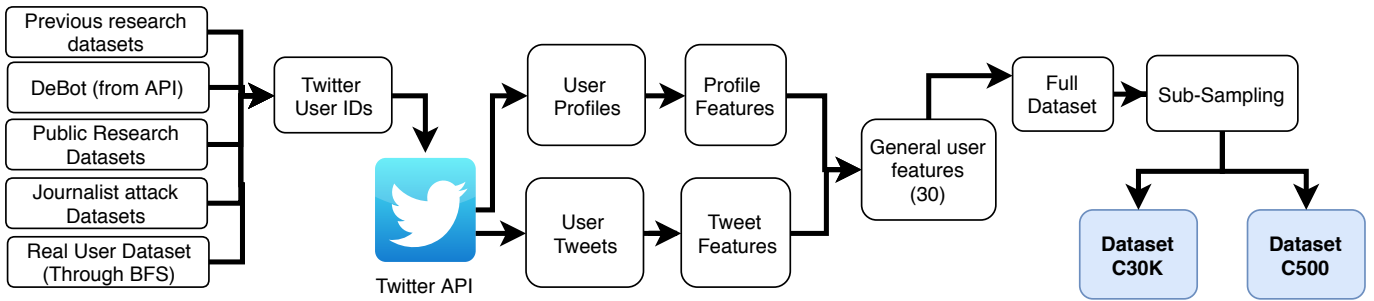 Previous research
datasets
DeBot (from API)
Public Research
Datasets
Journalist attack
Datasets
Real User Dataset
(Through BFS)
Twitter
User IDs
Twitter API
User
Profiles
Profile
Features
User
Tweets
Tweet
Features
General user
features
(30)
Full
Dataset
Sub-Sampling
Dataset
C30K
Dataset
C500